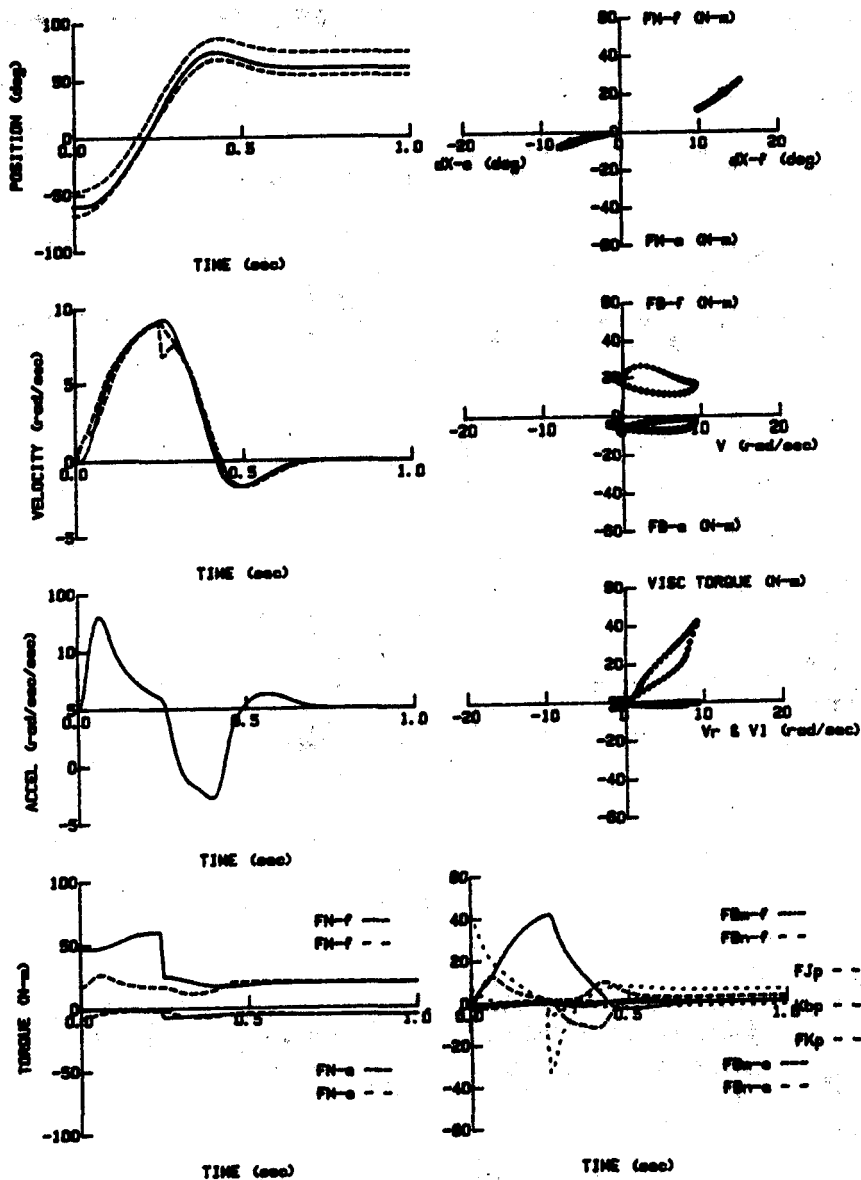 100
50
0.0
0.5
1.0
-50
-100
POSITION (deg)
TIME (sec)
60
FN-f (N-m)
40
20
-20
-10
0
10
20
dX-e (deg)
dX-f (deg)
-20
-40
-60
FN-e (N-m)
10
5
0.0
0.5
1.0
-5
VELOCITY (rad/sec)
TIME (sec)
60
FB-f (N-m)
40
20
-20
-10
0
10
20
V (rad/sec)
-20
-40
-60
FB-e (N-m)
100
10
0.0
0.5
1.0
0
-5
ACCEL (rad/sec/sec)
TIME (sec)
60
VISC TORQUE (N-m)
40
20
-20
-10
0
10
20
Vr & Vl (rad/sec)
-20
-40
-60
100
50
0.0
0.5
1.0
-50
-100
TORQUE (N-m)
FN-f
FM-f
FN-e
FM-e
TIME (sec)
60
40
20
0.0
0.5
1.0
-20
-40
-60
FBm-f
FBn-f
FJp
Kbp
FKp
FBm-e
FBn-e
TIME (sec)